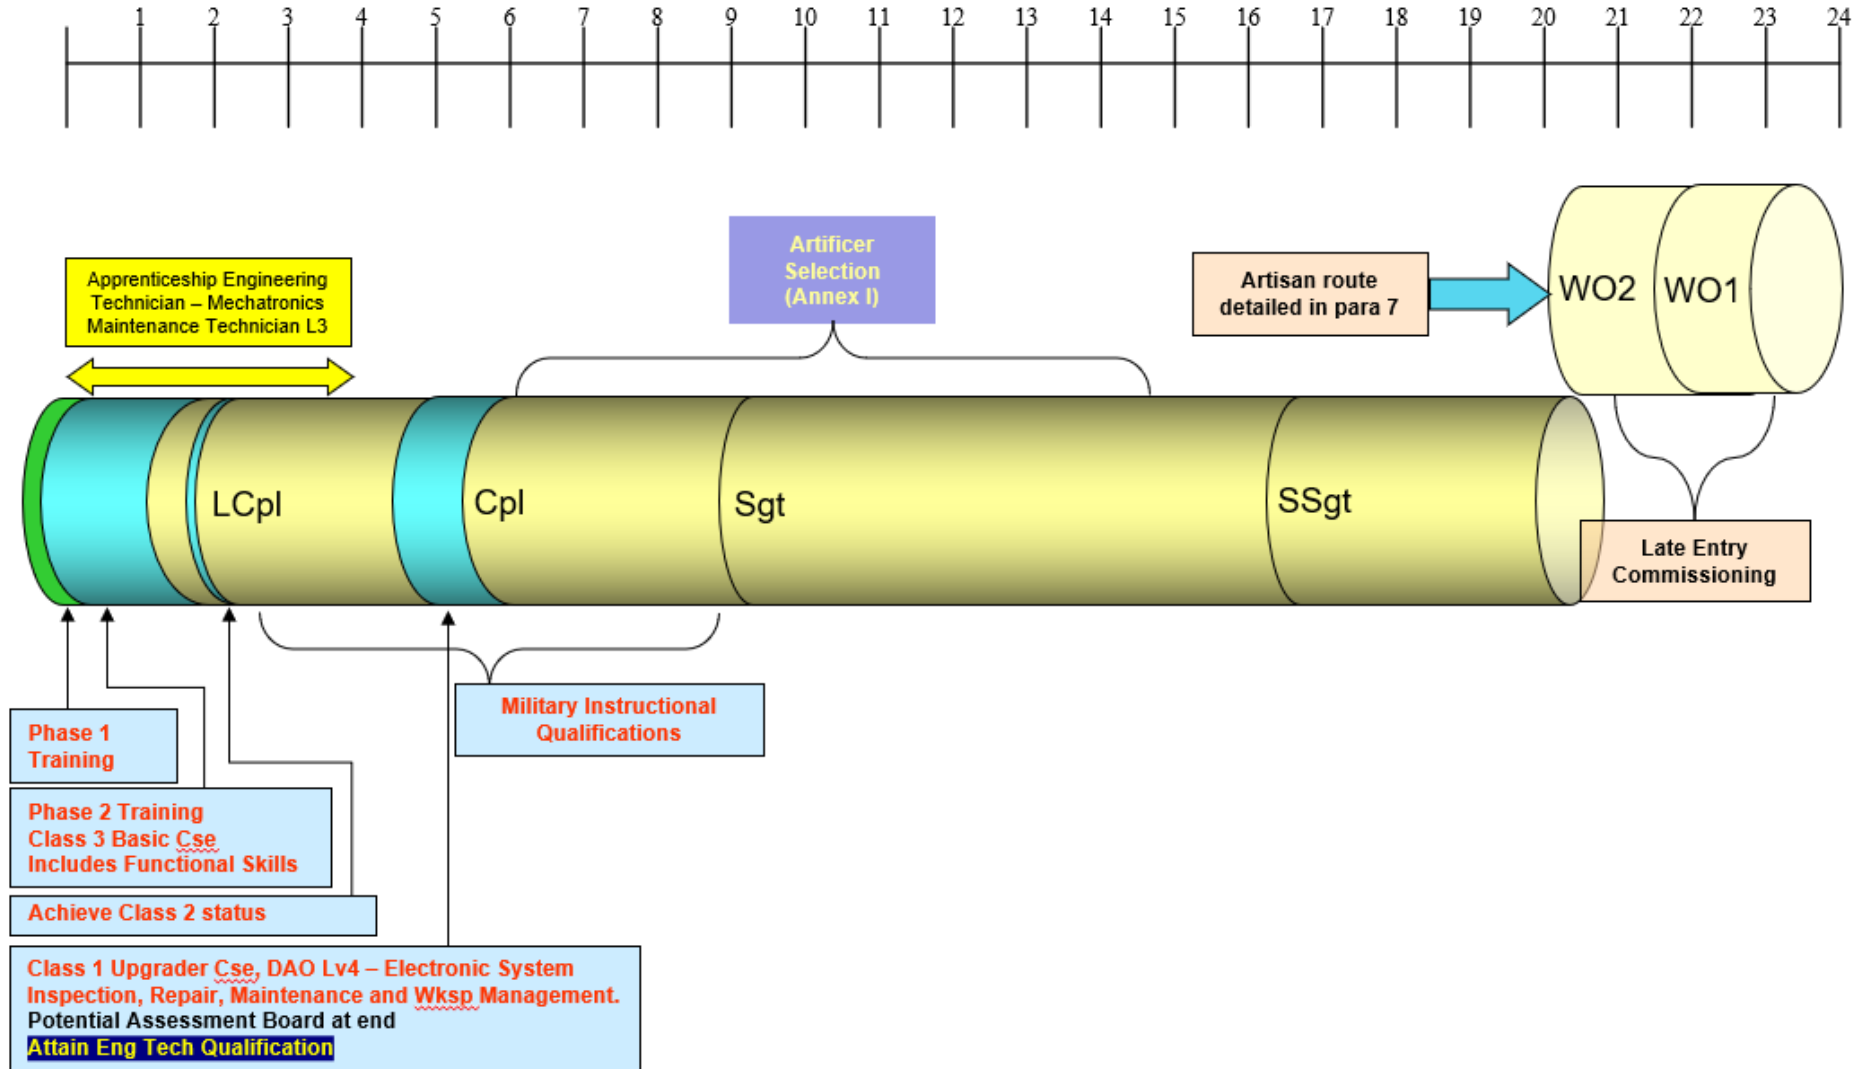 1 2 3 4 5 6 7 8 9 10 11 12 13 14 15 16 17 18 19 20 21 22 23 24
Apprenticeship Engineering
Technician – Mechatronics
Maintenance Technician L3
Artificer
Selection
(Annex I)
Artisan route
detailed in para 7
WO2 WO1
LCpl Cpl Sgt SSgt
Late Entry
Commissioning
Military Instructional
Qualifications
Phase 1
Training
Phase 2 Training
Class 3 Basic Cse
Includes Functional Skills
Achieve Class 2 status
Class 1 Upgrader Cse, DAO Lv4 – Electronic System
Inspection, Repair, Maintenance and Wksp Management.
Potential Assessment Board at end
Attain Eng Tech Qualification